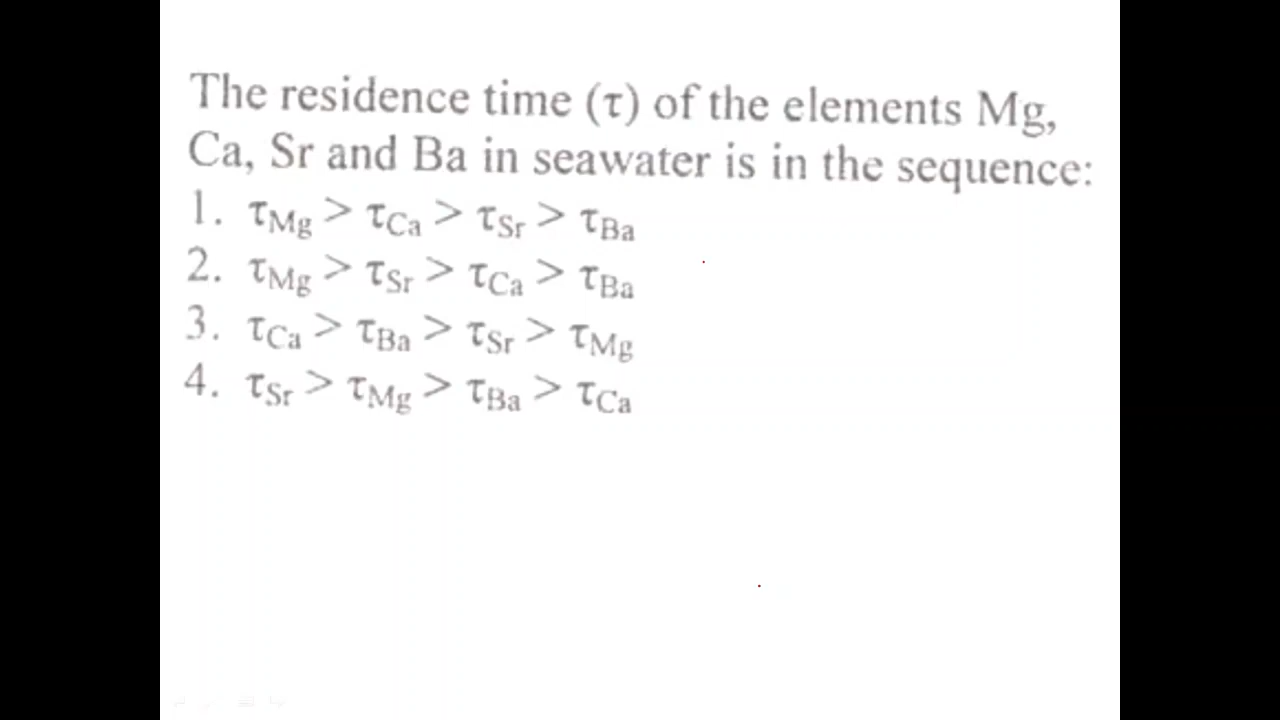 The residence time (τ) of the elements Mg,
Ca, Sr and Ba in seawater is in the sequence:
1. τMg > τCa > τSr > τBa
2. τMg > τSr > τCa > τBa
3. τCa > τBa > τSr > τMg
4. τSr > τMg > τBa > τCa